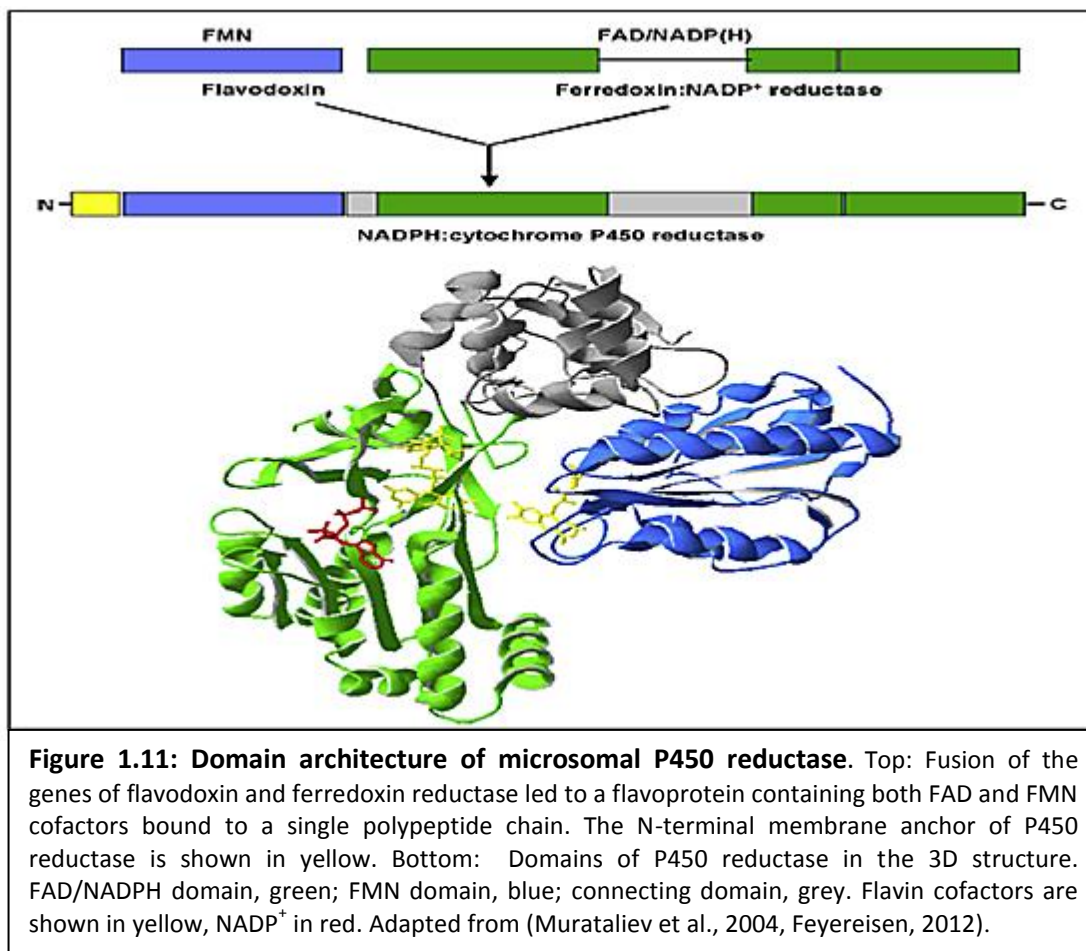 FMN
FAD/NADP(H)
Flavodoxin
Ferredoxin:NADP⁺ reductase
N
C
NADPH:cytochrome P450 reductase
Figure 1.11: Domain architecture of microsomal P450 reductase. Top: Fusion of the
genes of flavodoxin and ferredoxin reductase led to a flavoprotein containing both FAD and FMN
cofactors bound to a single polypeptide chain. The N-terminal membrane anchor of P450
reductase is shown in yellow. Bottom: Domains of P450 reductase in the 3D structure.
FAD/NADPH domain, green; FMN domain, blue; connecting domain, grey. Flavin cofactors are
shown in yellow, NADP⁺ in red. Adapted from (Murataliev et al., 2004, Feyereisen, 2012).